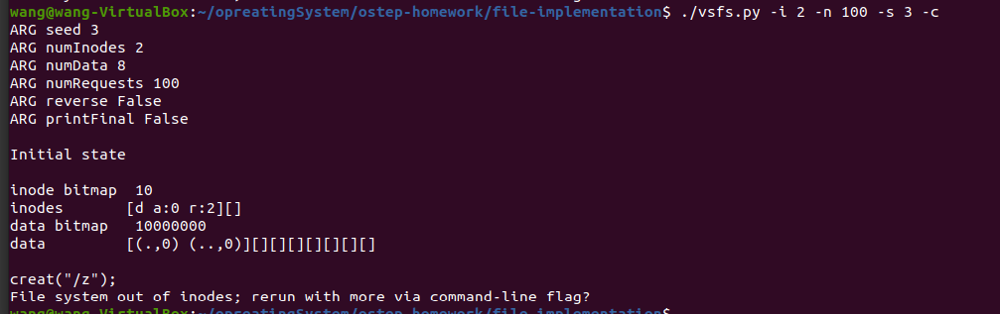 wang@wang-VirtualBox:~/opreatingSystem/ostep-homework/file-implementation$ ./vsfs.py -i 2 -n 100 -s 3 -c
ARG seed 3
ARG numInodes 2
ARG numData 8
ARG numRequests 100
ARG reverse False
ARG printFinal False
Initial state
inode bitmap  10
inodes       [d a:0 r:2][]
data bitmap   10000000
data         [(.,0) (..,0)][][][][][][][]
creat("/z");
File system out of inodes; rerun with more via command-line flag?
wang@wang-VirtualBox:~/opreatingSystem/ostep-homework/file-implementation$